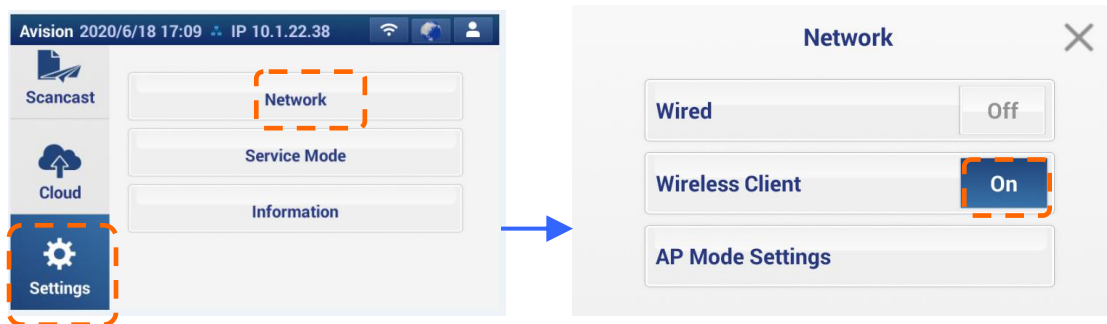 Avision 2020/6/18 17:09 IP 10.1.22.38
Scancast
Network
Service Mode
Cloud
Information
Settings
Network
Wired Off
Wireless Client On
AP Mode Settings